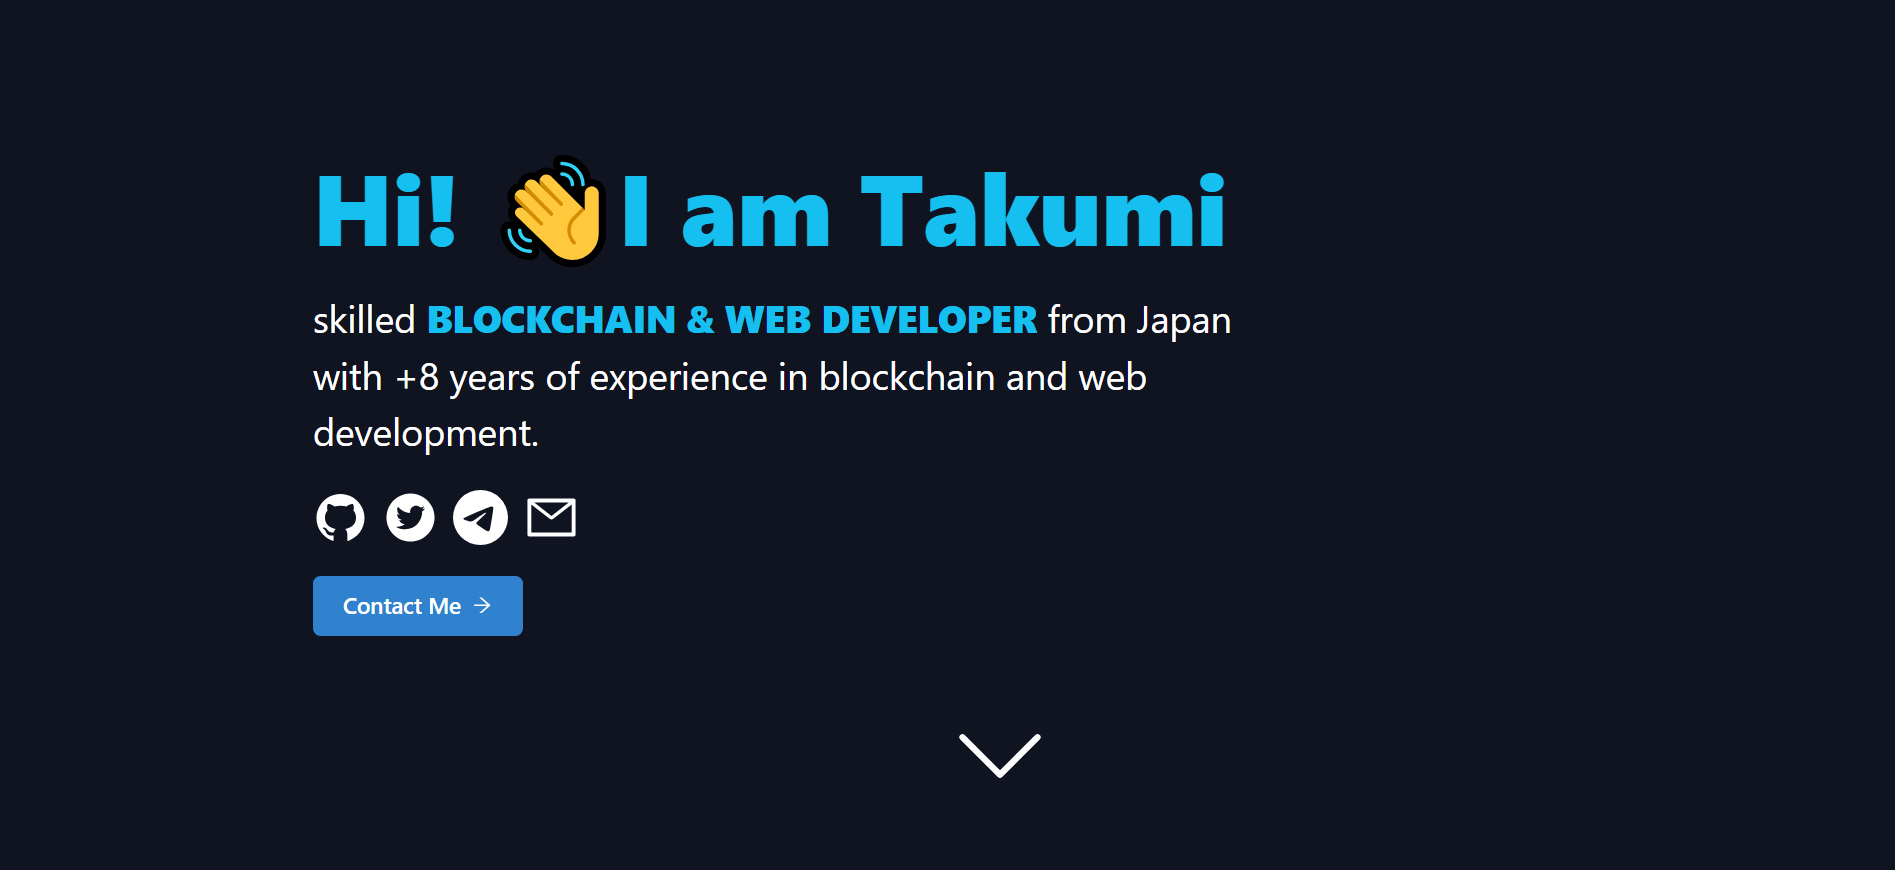 Hi! 👋I am Takumi
skilled BLOCKCHAIN & WEB DEVELOPER from Japan
with +8 years of experience in blockchain and web
development.
Contact Me →